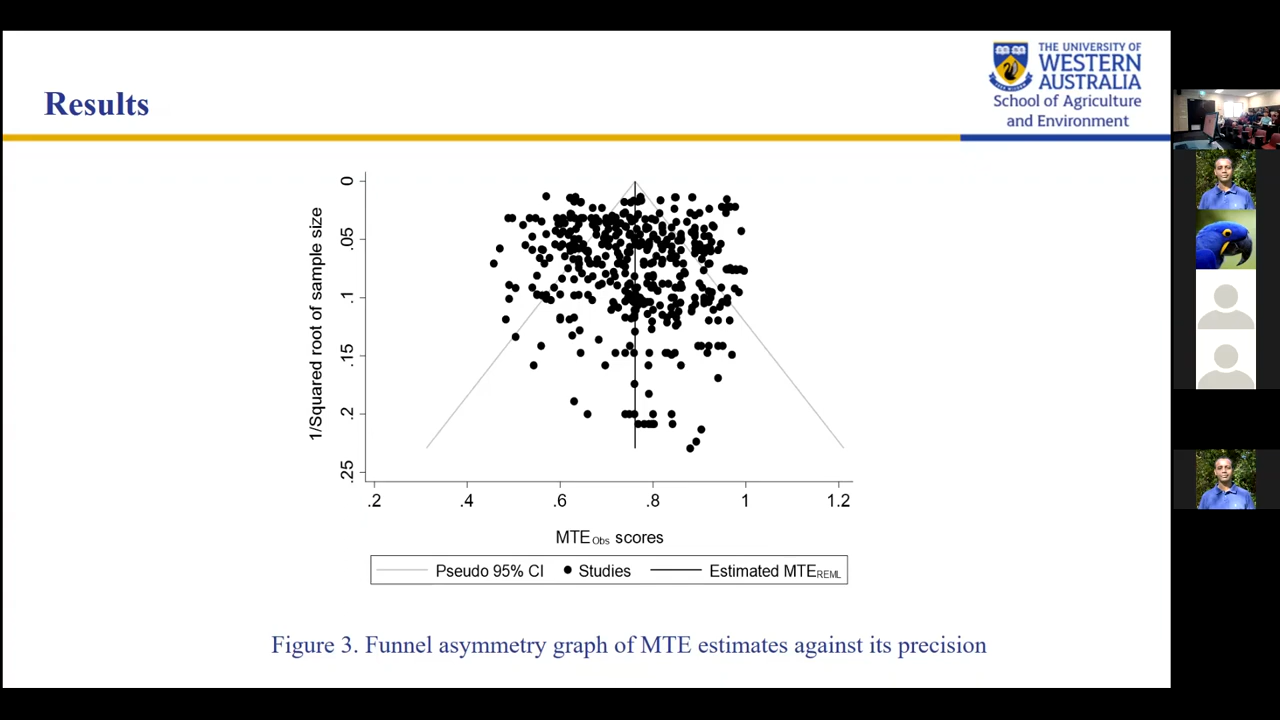 Results
THE UNIVERSITY OF
WESTERN
AUSTRALIA
School of Agriculture
and Environment
1/Squared root of sample size
0
.05
.1
.15
.2
.25
.2
.4
.6
.8
1
1.2
MTEObs scores
Pseudo 95% CI
Studies
Estimated MTEREML
Figure 3. Funnel asymmetry graph of MTE estimates against its precision